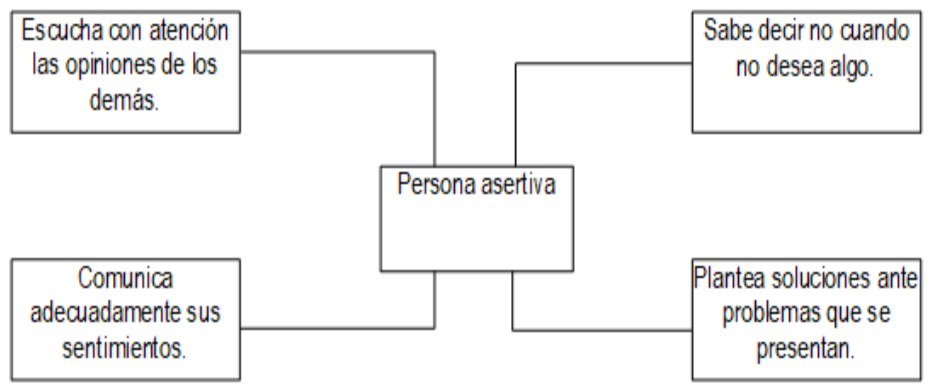 Escucha con atención
las opiniones de los
demás.
Sabe decir no cuando
no desea algo.
Persona asertiva
Comunica
adecuadamente sus
sentimientos.
Plantea soluciones ante
problemas que se
presentan.